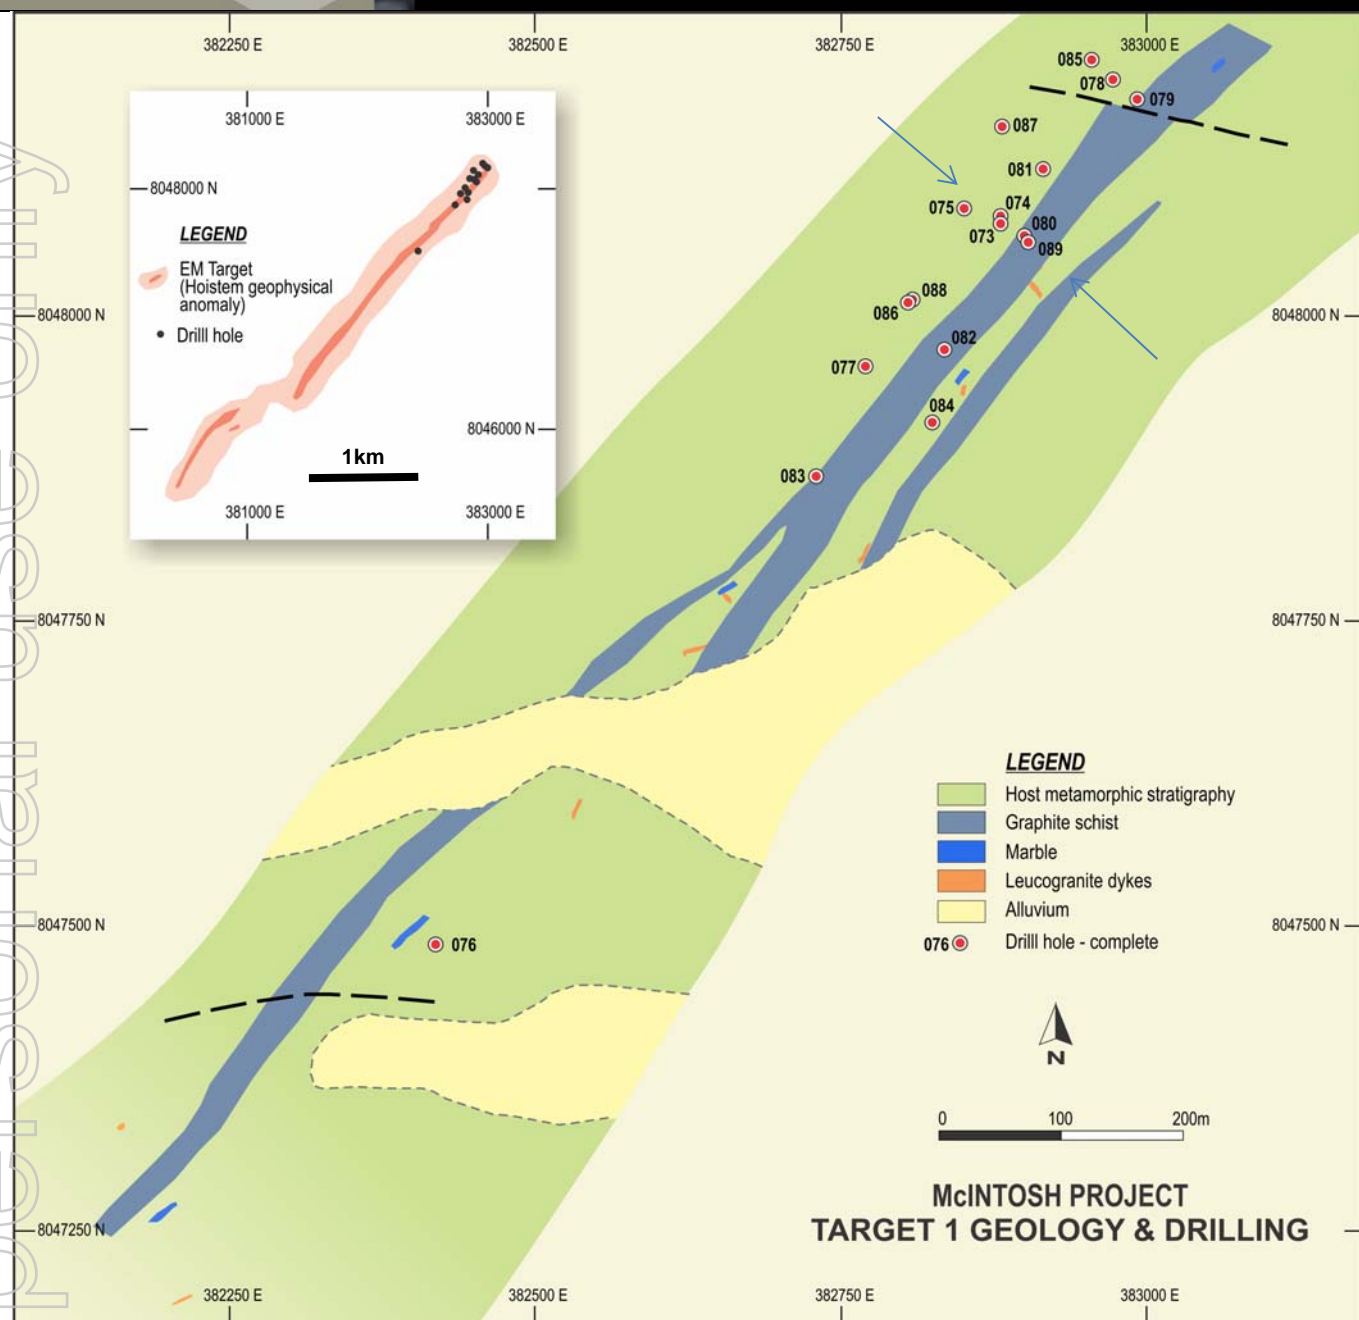 382250 E
382500 E
382750 E
383000 E
085
078
079
087
081
075
074
073
080
089
088
086
082
077
084
083
076
381000 E
383000 E
8048000 N
LEGEND
EM Target
(Hoistem geophysical
anomaly)
Drilll hole
8046000 N
1km
381000 E
383000 E
8048000 N
8048000 N
8047750 N
8047750 N
8047500 N
8047500 N
8047250 N
LEGEND
Host metamorphic stratigraphy
Graphite schist
Marble
Leucogranite dykes
Alluvium
076
Drilll hole - complete
N
0 100 200m
McINTOSH PROJECT
TARGET 1 GEOLOGY & DRILLING
382250 E
382500 E
382750 E
383000 E
personal use only